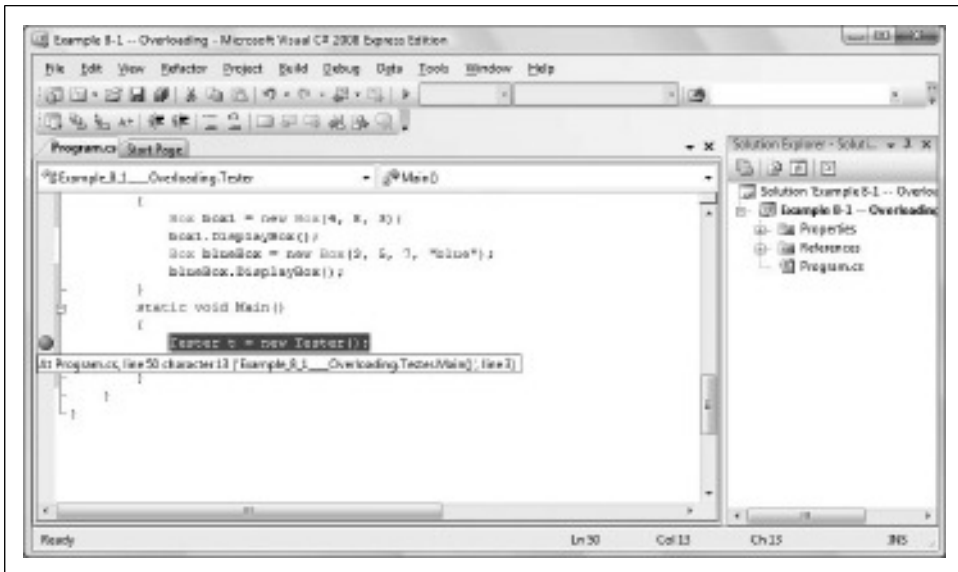 Example 8-1 -- Overloading - Microsoft Visual C# 2008 Express Edition
File Edit View Refactor Project Build Debug Data Tools Window Help
Program.cs Start Page
Solution Explorer - Soluti...
Example_8_1___Overloading.Tester
Main()
Solution 'Example 8-1 -- Overloa
Example 8-1 -- Overloading
Properties
References
Program.cs
{
Box box1 = new Box(4, 8, 3);
box1.DisplayBox();
Box blueBox = new Box(3, 5, 7, "blue");
blueBox.DisplayBox();
}
static void Main()
{
Tester t = new Tester();
At Program.cs, line 50 character 13 ('Example_8_1___Overloading.Tester.Main()', line 3)
}
}
}
Ready Ln 50 Col 13 Ch 13 INS